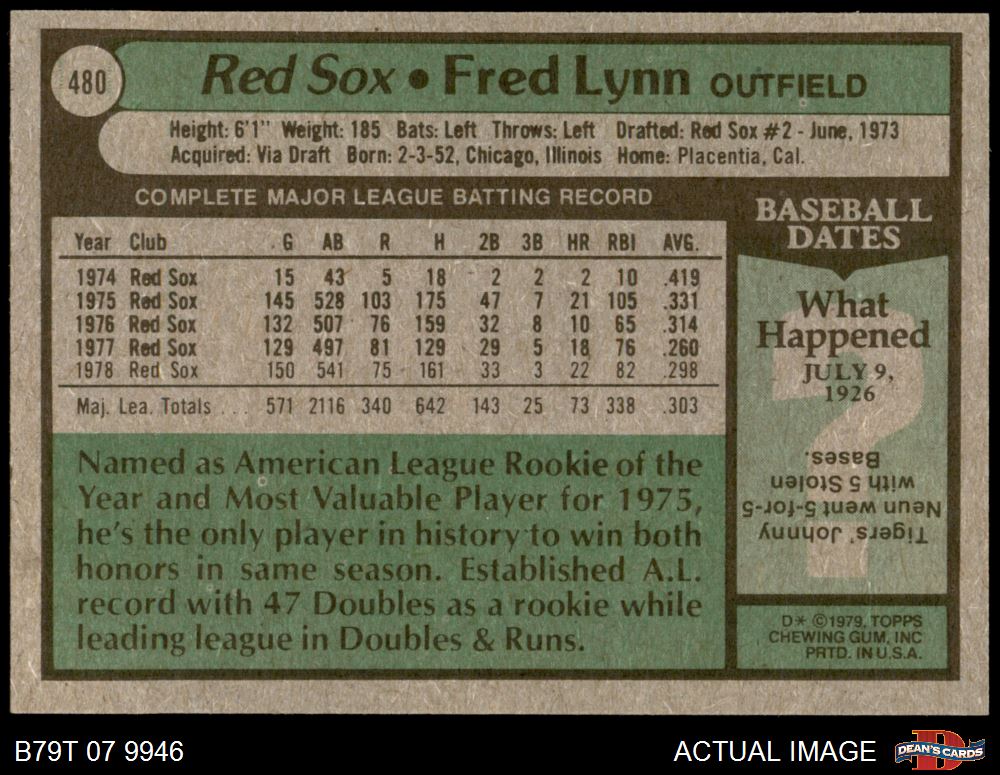 480
Red Sox • Fred Lynn OUTFIELD
Height: 6'1" Weight: 185 Bats: Left Throws: Left Drafted: Red Sox #2 - June, 1973
Acquired: Via Draft Born: 2-3-52, Chicago, Illinois Home: Placentia, Cal.
COMPLETE MAJOR LEAGUE BATTING RECORD
Year Club G AB R H 2B 3B HR RBI AVG.
1974 Red Sox 15 43 5 18 2 2 2 10 .419
1975 Red Sox 145 528 103 175 47 7 21 105 .331
1976 Red Sox 132 507 76 159 32 8 10 65 .314
1977 Red Sox 129 497 81 129 29 5 18 76 .260
1978 Red Sox 150 541 75 161 33 3 22 82 .298
Maj. Lea. Totals . . . 571 2116 340 642 143 25 73 338 .303
Named as American League Rookie of the
Year and Most Valuable Player for 1975,
he's the only player in history to win both
honors in same season. Established A.L.
record with 47 Doubles as a rookie while
leading league in Doubles & Runs.
BASEBALL
DATES
What
Happened
JULY 9,
1926
Tigers' Johnny
Neun went 5-for-5
with 5 Stolen
Bases.
D* ©1979, TOPPS
CHEWING GUM, INC
PRTD. IN U.S.A.
B79T 07 9946
ACTUAL IMAGE
D
DEAN'S CARDS